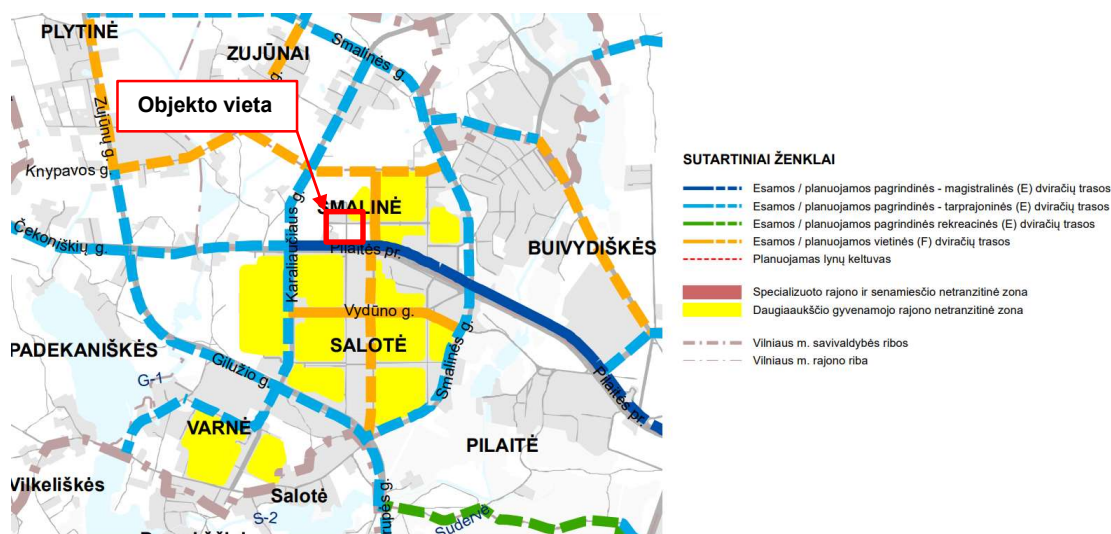 PLYTINĖ
ZUJŪNAI
Smalinės g.
g.
Objekto vieta
Zujūnų g.
Knypavos g.
SMALINĖ
Čekoniškių g.
Karaliaučiaus g.
Pilaitės pr.
BUIVYDIŠKĖS
Vydūno g.
SALOTĖ
PADEKANIŠKĖS
Gilužio g.
Smalinės g.
G-1
Pilaitės pr.
VARNĖ
PILAITĖ
Vilkeliškės
Salotė
S-2
rupės g.
Sudervė
SUTARTINIAI ŽENKLAI
Esamos / planuojamos pagrindinės - magistralinės (E) dviračių trasos
Esamos / planuojamos pagrindinės - tarprajoninės (E) dviračių trasos
Esamos / planuojamos pagrindinės rekreacinės (E) dviračių trasos
Esamos / planuojamos vietinės (F) dviračių trasos
Planuojamas lynų keltuvas
Specializuoto rajono ir senamiesčio netranzitinė zona
Daugiaaukščio gyvenamojo rajono netranzitinė zona
Vilniaus m. savivaldybės ribos
Vilniaus m. rajono riba